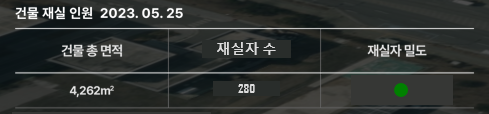 건물 재실 인원 2023. 05. 25
건물 총 면적 재실자 수 재실자 밀도
4,262m² 280